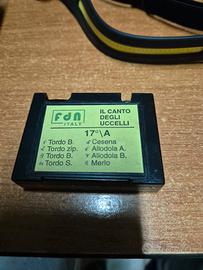 FDN
ITALY
IL CANTO
DEGLI
UCCELLI
17°\A
Tordo B.
Tordo zip.
Tordo B.
Tordo S.
Cesena
Allodola A.
Allodola B.
Merlo